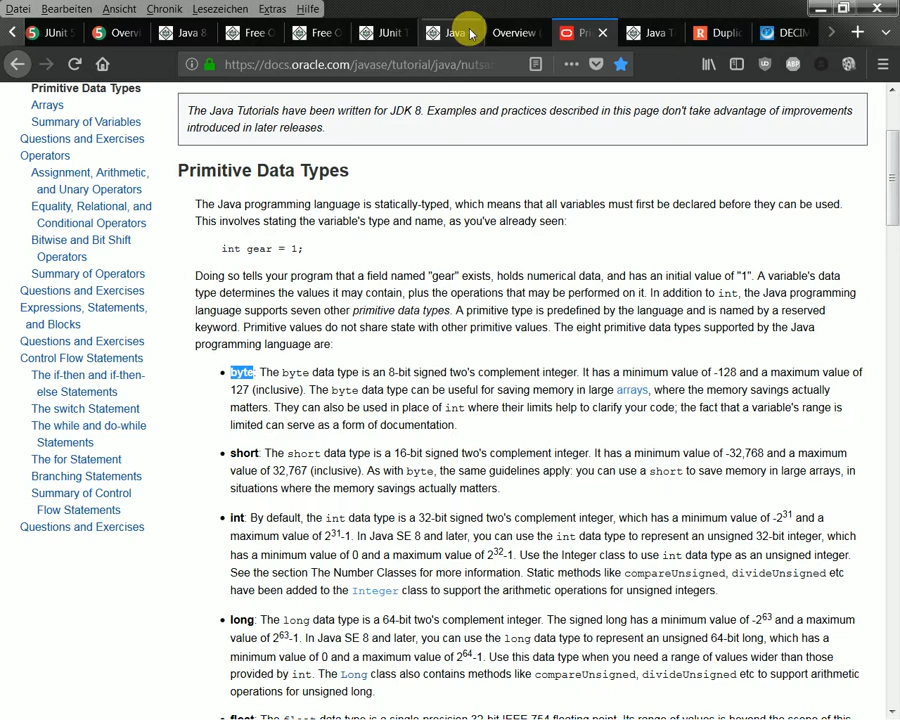 Datei Bearbeiten Ansicht Chronik Lesezeichen Extras Hilfe
JUnit 5 Overvi Java 8 Free O Free O JUnit Java Overview Pri Java T Duplic DECIM
https://docs.oracle.com/javase/tutorial/java/nutsan
Primitive Data Types
Arrays
Summary of Variables
Questions and Exercises
Operators
Assignment, Arithmetic,
and Unary Operators
Equality, Relational, and
Conditional Operators
Bitwise and Bit Shift
Operators
Summary of Operators
Questions and Exercises
Expressions, Statements,
and Blocks
Questions and Exercises
Control Flow Statements
The if-then and if-then-
else Statements
The switch Statement
The while and do-while
Statements
The for Statement
Branching Statements
Summary of Control
Flow Statements
Questions and Exercises
The Java Tutorials have been written for JDK 8. Examples and practices described in this page don't take advantage of improvements
introduced in later releases.
Primitive Data Types
The Java programming language is statically-typed, which means that all variables must first be declared before they can be used.
This involves stating the variable's type and name, as you've already seen:
int gear = 1;
Doing so tells your program that a field named "gear" exists, holds numerical data, and has an initial value of "1". A variable's data
type determines the values it may contain, plus the operations that may be performed on it. In addition to int, the Java programming
language supports seven other primitive data types. A primitive type is predefined by the language and is named by a reserved
keyword. Primitive values do not share state with other primitive values. The eight primitive data types supported by the Java
programming language are:
• byte: The byte data type is an 8-bit signed two's complement integer. It has a minimum value of -128 and a maximum value of
127 (inclusive). The byte data type can be useful for saving memory in large arrays, where the memory savings actually
matters. They can also be used in place of int where their limits help to clarify your code; the fact that a variable's range is
limited can serve as a form of documentation.
• short: The short data type is a 16-bit signed two's complement integer. It has a minimum value of -32,768 and a maximum
value of 32,767 (inclusive). As with byte, the same guidelines apply: you can use a short to save memory in large arrays, in
situations where the memory savings actually matters.
• int: By default, the int data type is a 32-bit signed two's complement integer, which has a minimum value of -2³¹ and a
maximum value of 2³¹-1. In Java SE 8 and later, you can use the int data type to represent an unsigned 32-bit integer, which
has a minimum value of 0 and a maximum value of 2³²-1. Use the Integer class to use int data type as an unsigned integer.
See the section The Number Classes for more information. Static methods like compareUnsigned, divideUnsigned etc
have been added to the Integer class to support the arithmetic operations for unsigned integers.
• long: The long data type is a 64-bit two's complement integer. The signed long has a minimum value of -2⁶³ and a maximum
value of 2⁶³-1. In Java SE 8 and later, you can use the long data type to represent an unsigned 64-bit long, which has a
minimum value of 0 and a maximum value of 2⁶⁴-1. Use this data type when you need a range of values wider than those
provided by int. The Long class also contains methods like compareUnsigned, divideUnsigned etc to support arithmetic
operations for unsigned long.
• float: The float data type is a single-precision 32-bit IEEE 754 floating point. Its range of values is beyond the scope of this